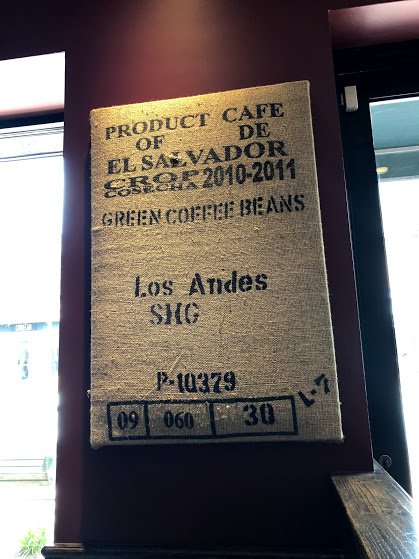 PRODUCT CAFE
OF DE
EL SALVADOR
CROP
COSECHA 2010-2011
GREEN COFFEE BEANS
Los Andes
SHG
P-10379
09 060 30 L-7